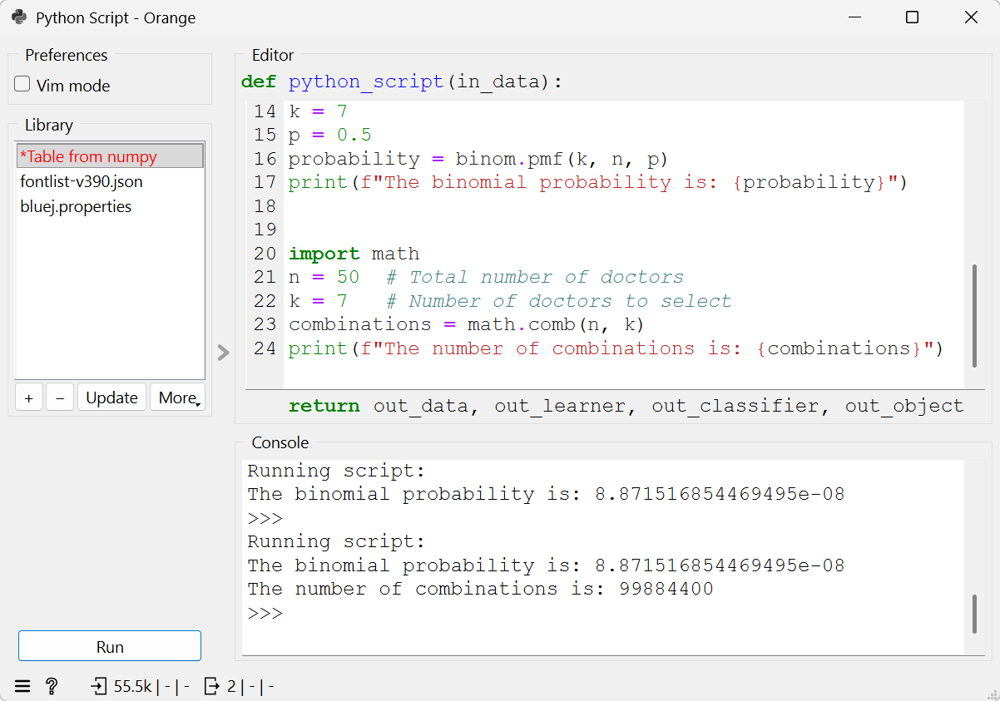 Python Script - Orange
Preferences
Vim mode
Library
*Table from numpy
fontlist-v390.json
bluej.properties
+ − Update More
Run
55.5k | - | - 2 | - | -
Editor
def python_script(in_data):
14 k = 7
15 p = 0.5
16 probability = binom.pmf(k, n, p)
17 print(f"The binomial probability is: {probability}")
18
19
20 import math
21 n = 50  # Total number of doctors
22 k = 7   # Number of doctors to select
23 combinations = math.comb(n, k)
24 print(f"The number of combinations is: {combinations}")
return out_data, out_learner, out_classifier, out_object
Console
Running script:
The binomial probability is: 8.871516854469495e-08
>>>
Running script:
The binomial probability is: 8.871516854469495e-08
The number of combinations is: 99884400
>>>